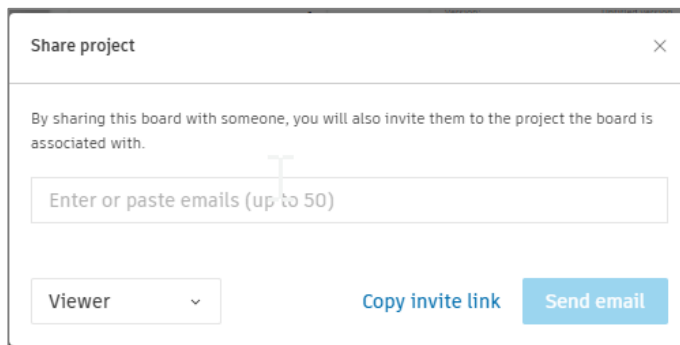 Share project
By sharing this board with someone, you will also invite them to the project the board is
associated with.
Enter or paste emails (up to 50)
Viewer
Copy invite link
Send email